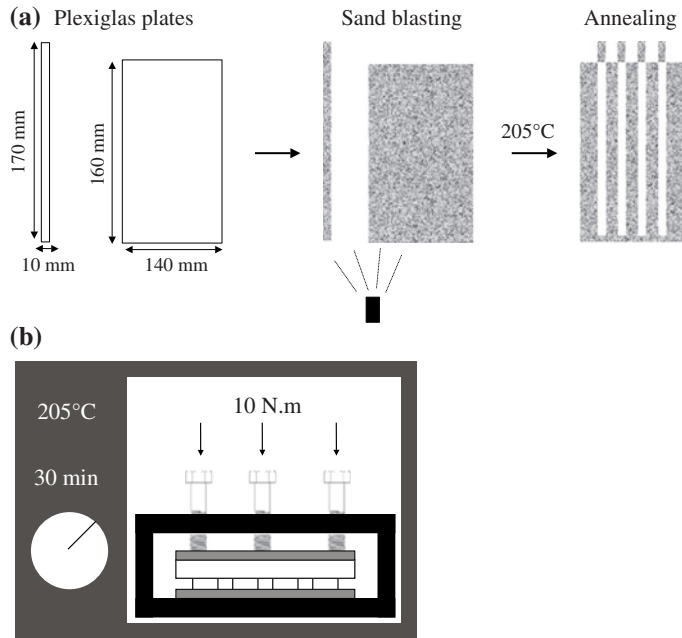 (a) Plexiglas plates Sand blasting Annealing
170 mm
160 mm
205°C
10 mm
140 mm
(b)
205°C
10 N.m
30 min